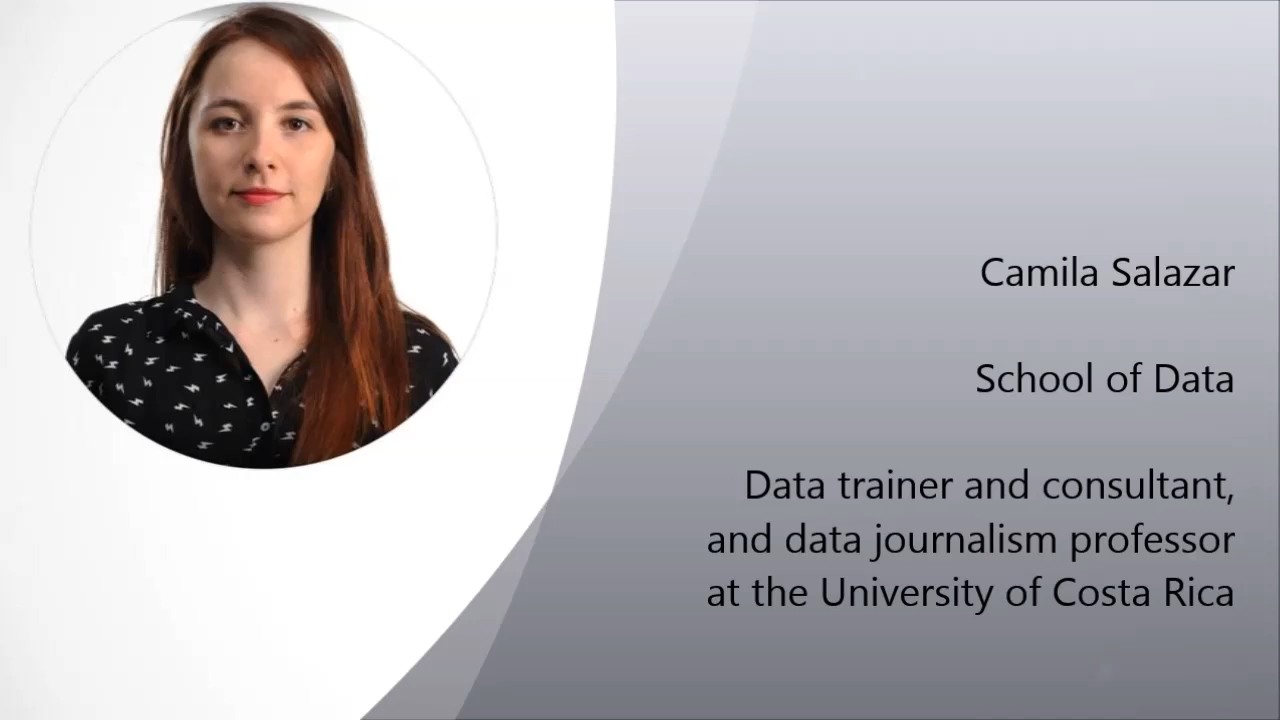 Camila Salazar
School of Data
Data trainer and consultant,
and data journalism professor
at the University of Costa Rica